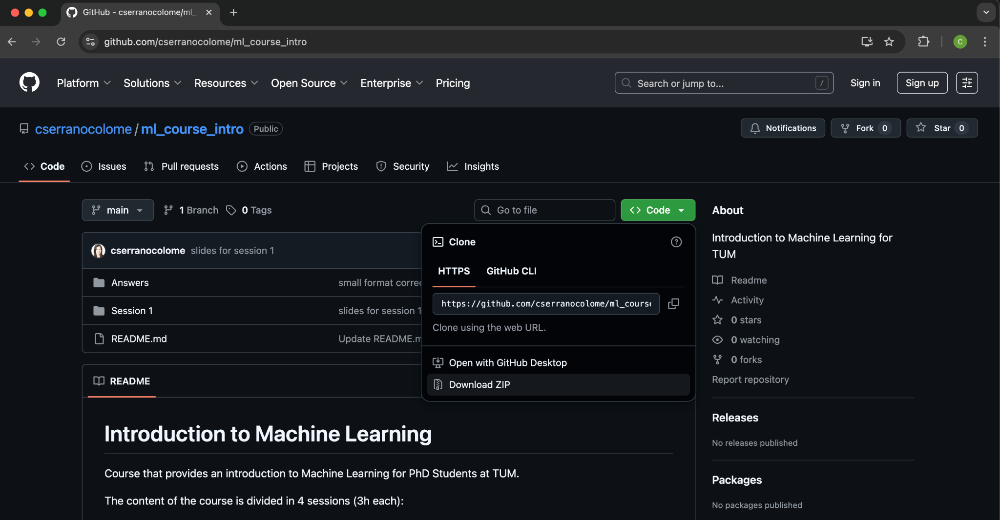 GitHub - cserranocolome/ml_
github.com/cserranocolome/ml_course_intro
C
Platform Solutions Resources Open Source Enterprise Pricing Search or jump to... / Sign in Sign up
cserranocolome / ml_course_intro Public Notifications Fork 0 Star 0
Code Issues Pull requests Actions Projects Security Insights
main 1 Branch 0 Tags Go to file Code
cserranocolome slides for session 1
Answers small format correc
Session 1 slides for session 1
README.md Update README.m
Clone
HTTPS GitHub CLI
https://github.com/cserranocolome/ml_course
Clone using the web URL.
Open with GitHub Desktop
Download ZIP
README
Introduction to Machine Learning
Course that provides an introduction to Machine Learning for PhD Students at TUM.
The content of the course is divided in 4 sessions (3h each):
About
Introduction to Machine Learning for
TUM
Readme
Activity
0 stars
0 watching
0 forks
Report repository
Releases
No releases published
Packages
No packages published